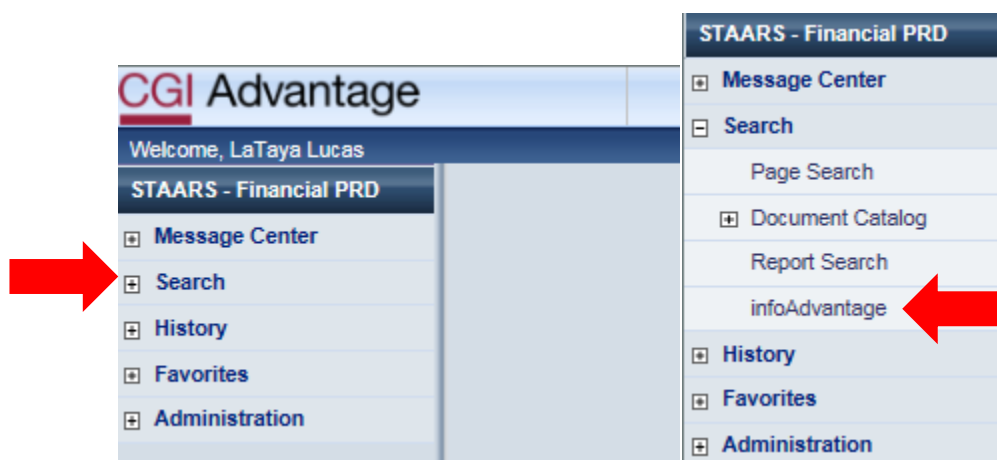 CGI Advantage
Welcome, LaTaya Lucas
STAARS - Financial PRD
Message Center
Search
History
Favorites
Administration
STAARS - Financial PRD
Message Center
Search
Page Search
Document Catalog
Report Search
infoAdvantage
History
Favorites
Administration